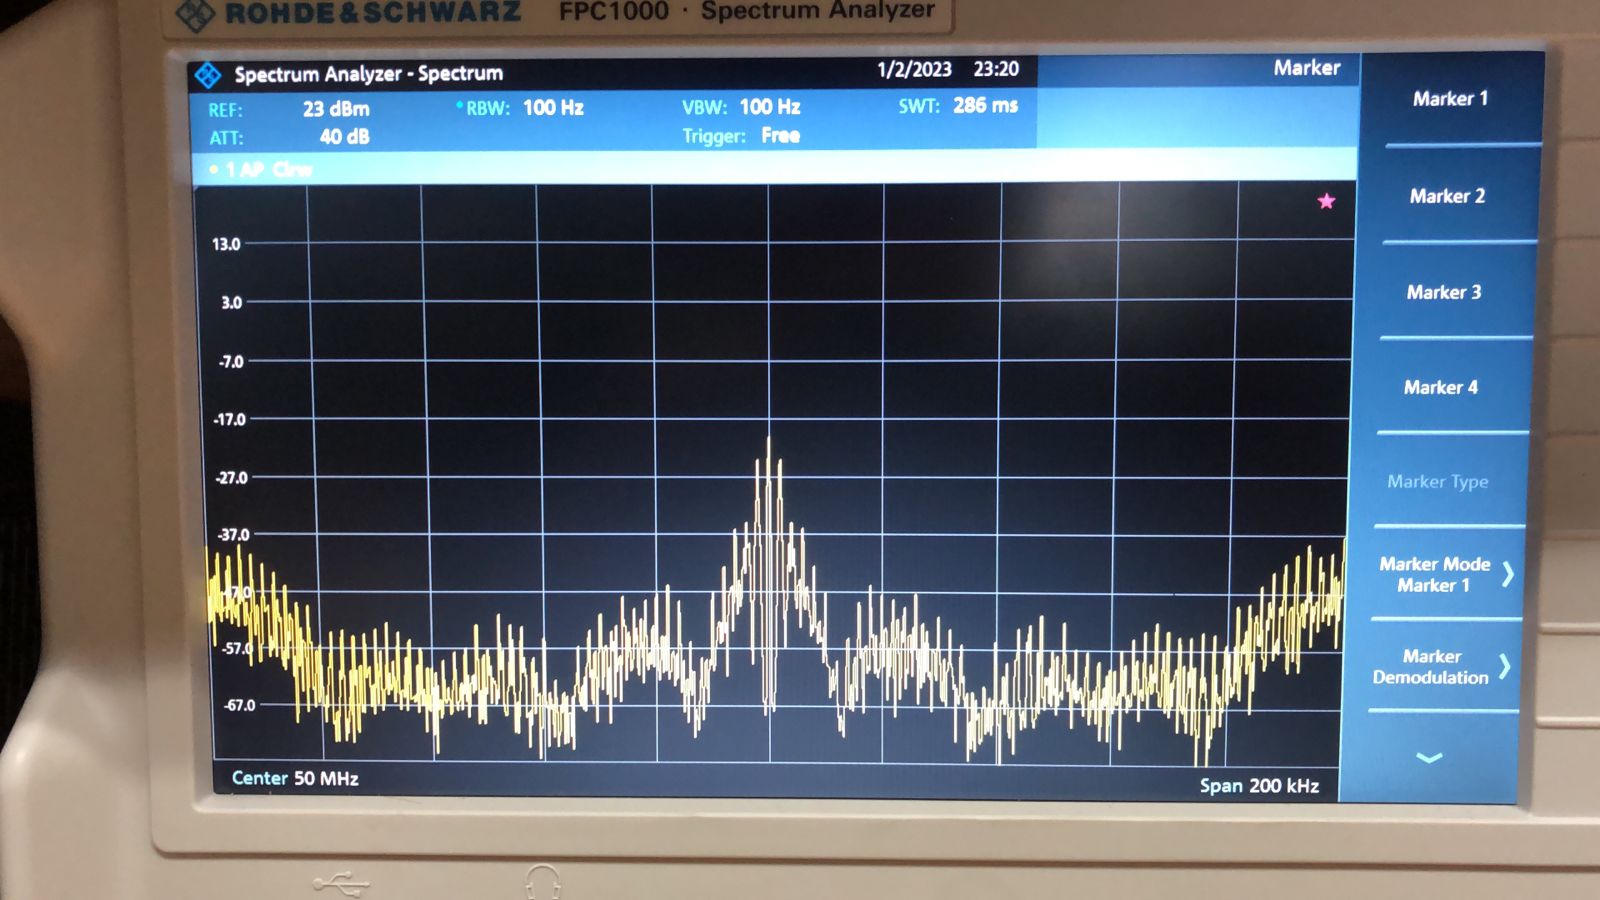 ROHDE&SCHWARZ FPC1000 · Spectrum Analyzer
Spectrum Analyzer - Spectrum 1/2/2023 23:20 Marker
REF: 23 dBm RBW: 100 Hz VBW: 100 Hz SWT: 286 ms
ATT: 40 dB Trigger: Free
1 AP Clrw
13.0
3.0
-7.0
-17.0
-27.0
-37.0
-47.0
-57.0
-67.0
Center 50 MHz Span 200 kHz
Marker 1
Marker 2
Marker 3
Marker 4
Marker Type
Marker Mode
Marker 1
Marker
Demodulation